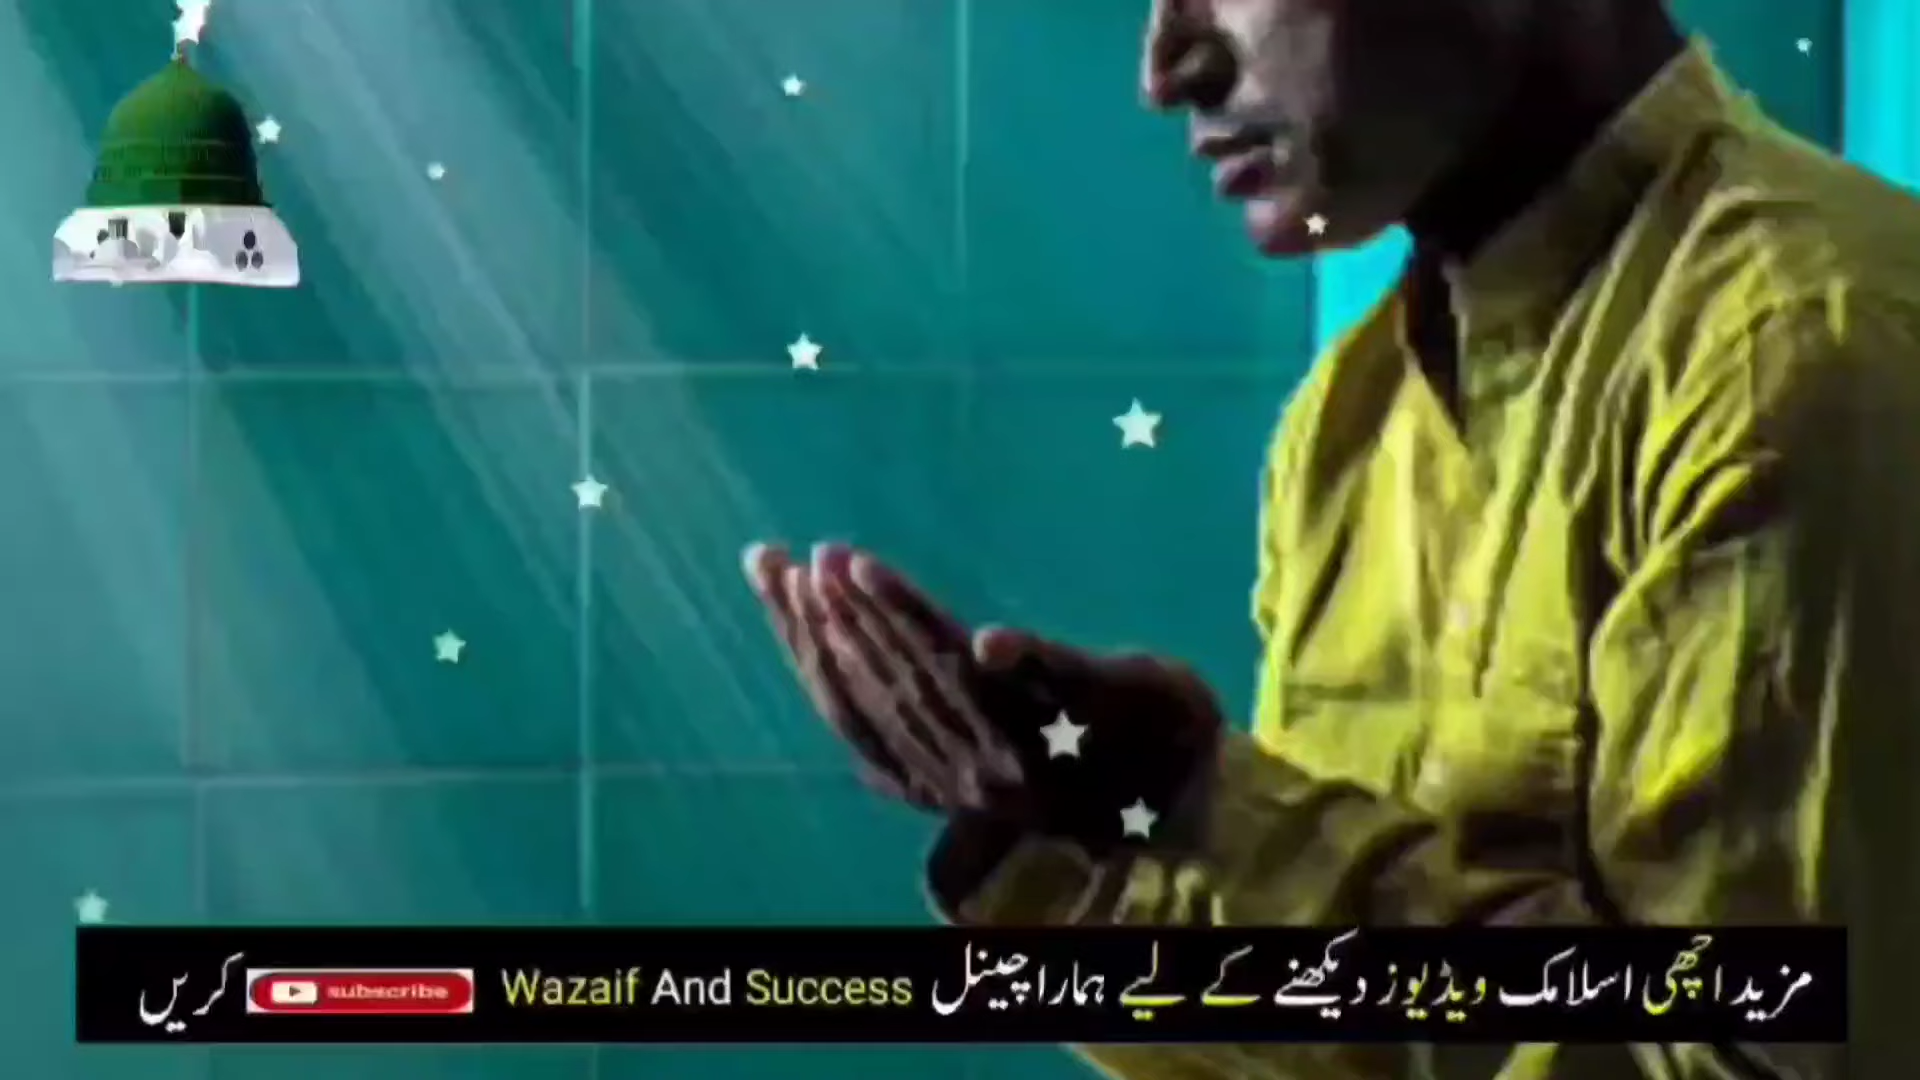 مزید اچھی اسلامک ویڈیوز دیکھنے کے لیے ہمارا چینل Wazaif And Success subscribe کریں